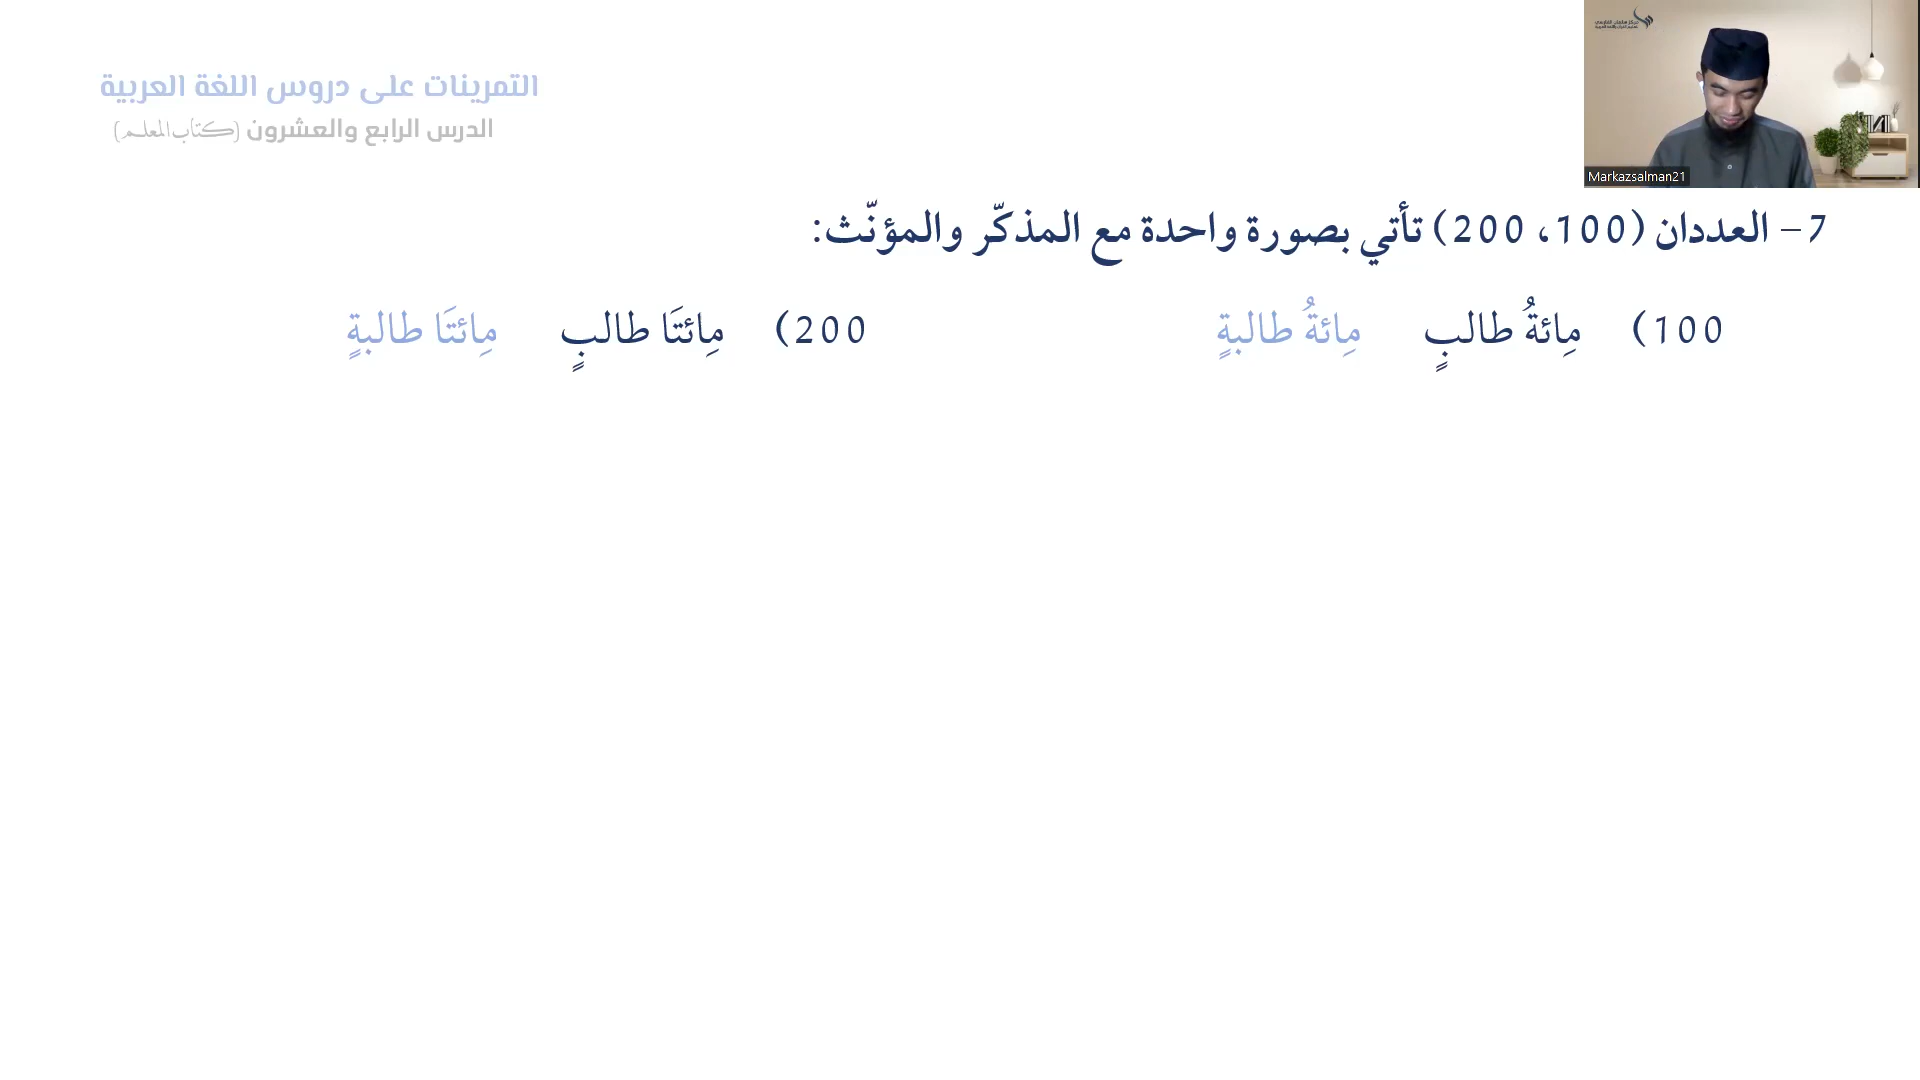 التمرينات على دروس اللغة العربية
الدرس الرابع والعشرون (كتاب المعلم)
Markazsalman21
7- العددان (100، 200) تأتي بصورة واحدة مع المذكّر والمؤنّث:
100) مِائةُ طالبٍ مِائةُ طالبةٍ
200) مِائتَا طالبٍ مِائتَا طالبةٍ